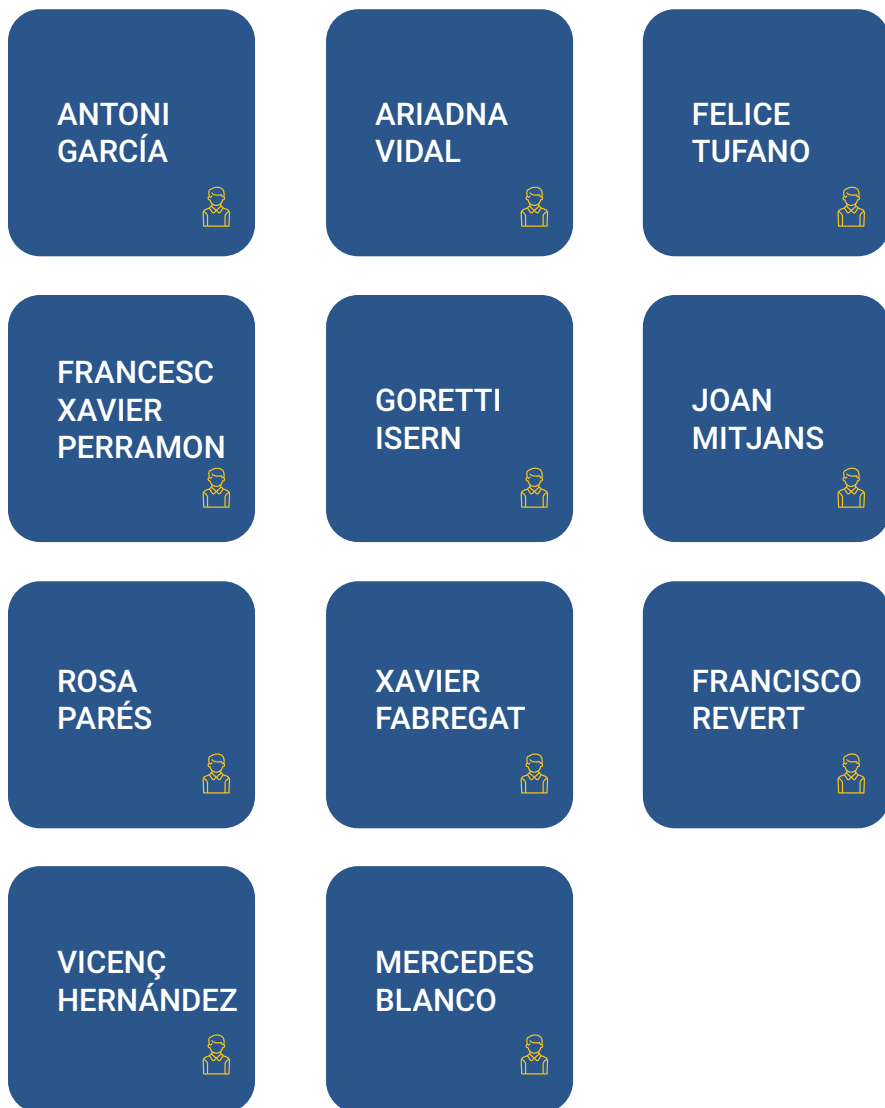 ANTONI
GARCÍA
ARIADNA
VIDAL
FELICE
TUFANO
FRANCESC
XAVIER
PERRAMON
GORETTI
ISERN
JOAN
MITJANS
ROSA
PARÉS
XAVIER
FABREGAT
FRANCISCO
REVERT
VICENÇ
HERNÁNDEZ
MERCEDES
BLANCO